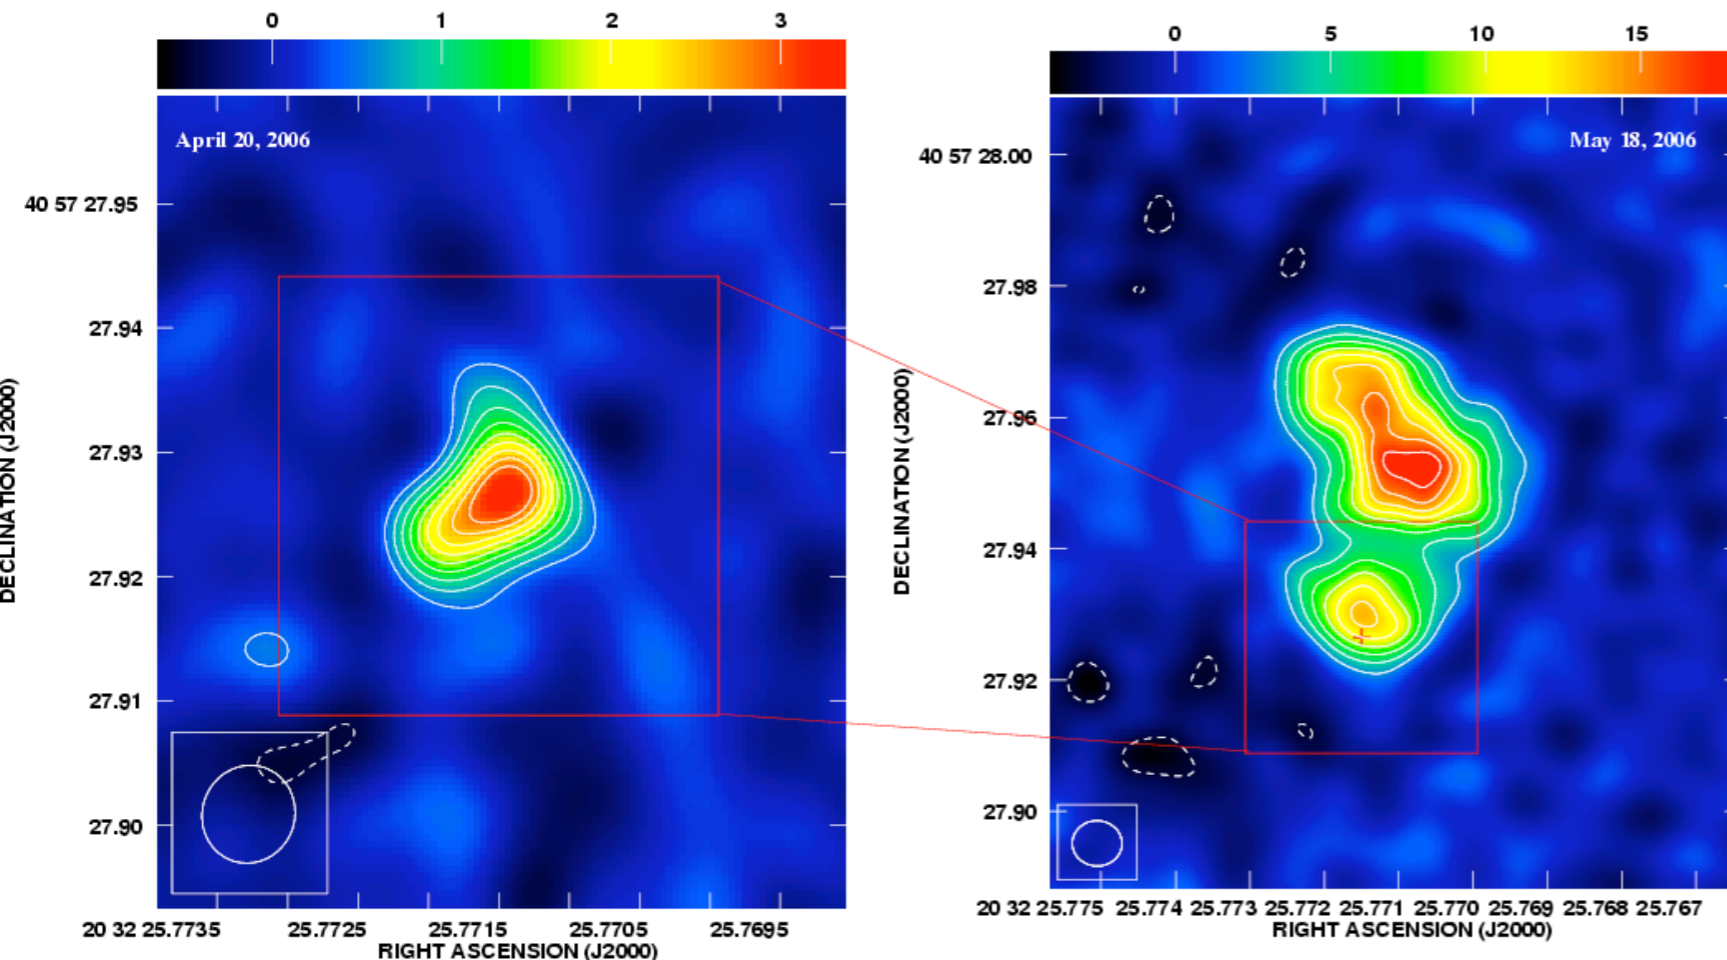 0 1 2 3
April 20, 2006
40 57 27.95
27.94
27.93
27.92
27.91
27.90
DECLINATION (J2000)
20 32 25.7735 25.7725 25.7715 25.7705 25.7695
RIGHT ASCENSION (J2000)
0 5 10 15
May 18, 2006
40 57 28.00
27.98
27.96
27.94
27.92
27.90
DECLINATION (J2000)
20 32 25.775 25.774 25.773 25.772 25.771 25.770 25.769 25.768 25.767
RIGHT ASCENSION (J2000)